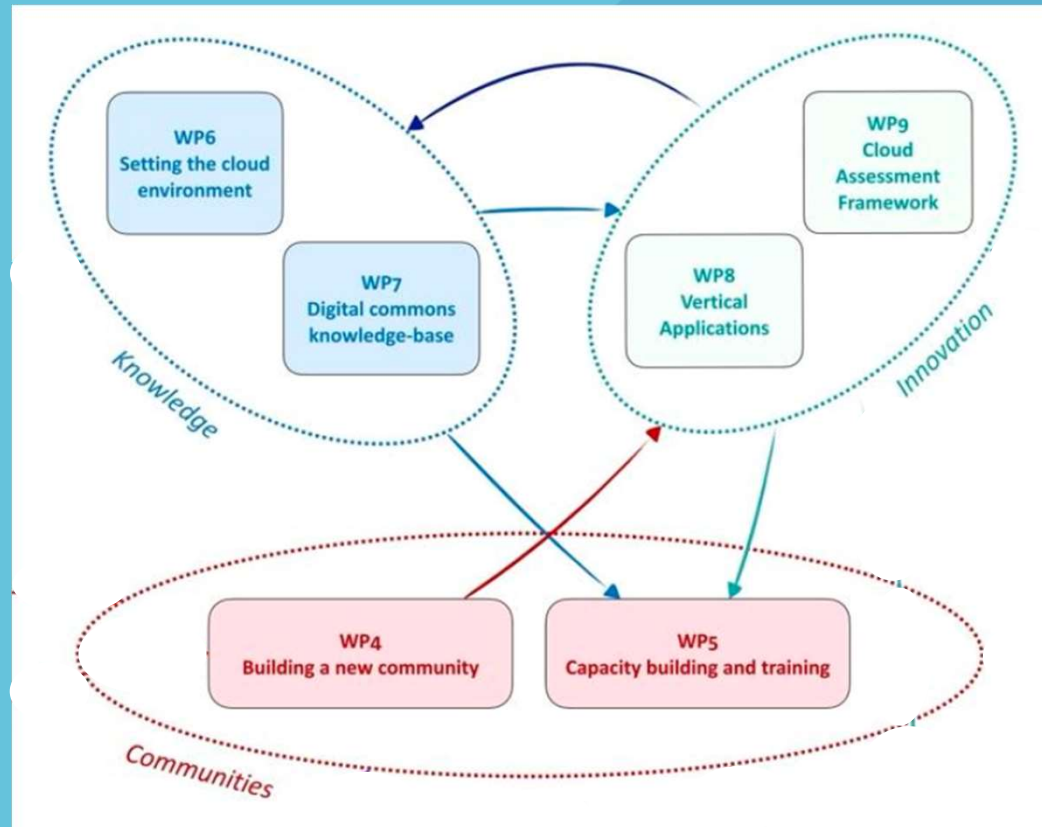 WP6
Setting the cloud
environment
WP7
Digital commons
knowledge-base
Knowledge
WP9
Cloud
Assessment
Framework
WP8
Vertical
Applications
Innovation
WP4
Building a new community
WP5
Capacity building and training
Communities